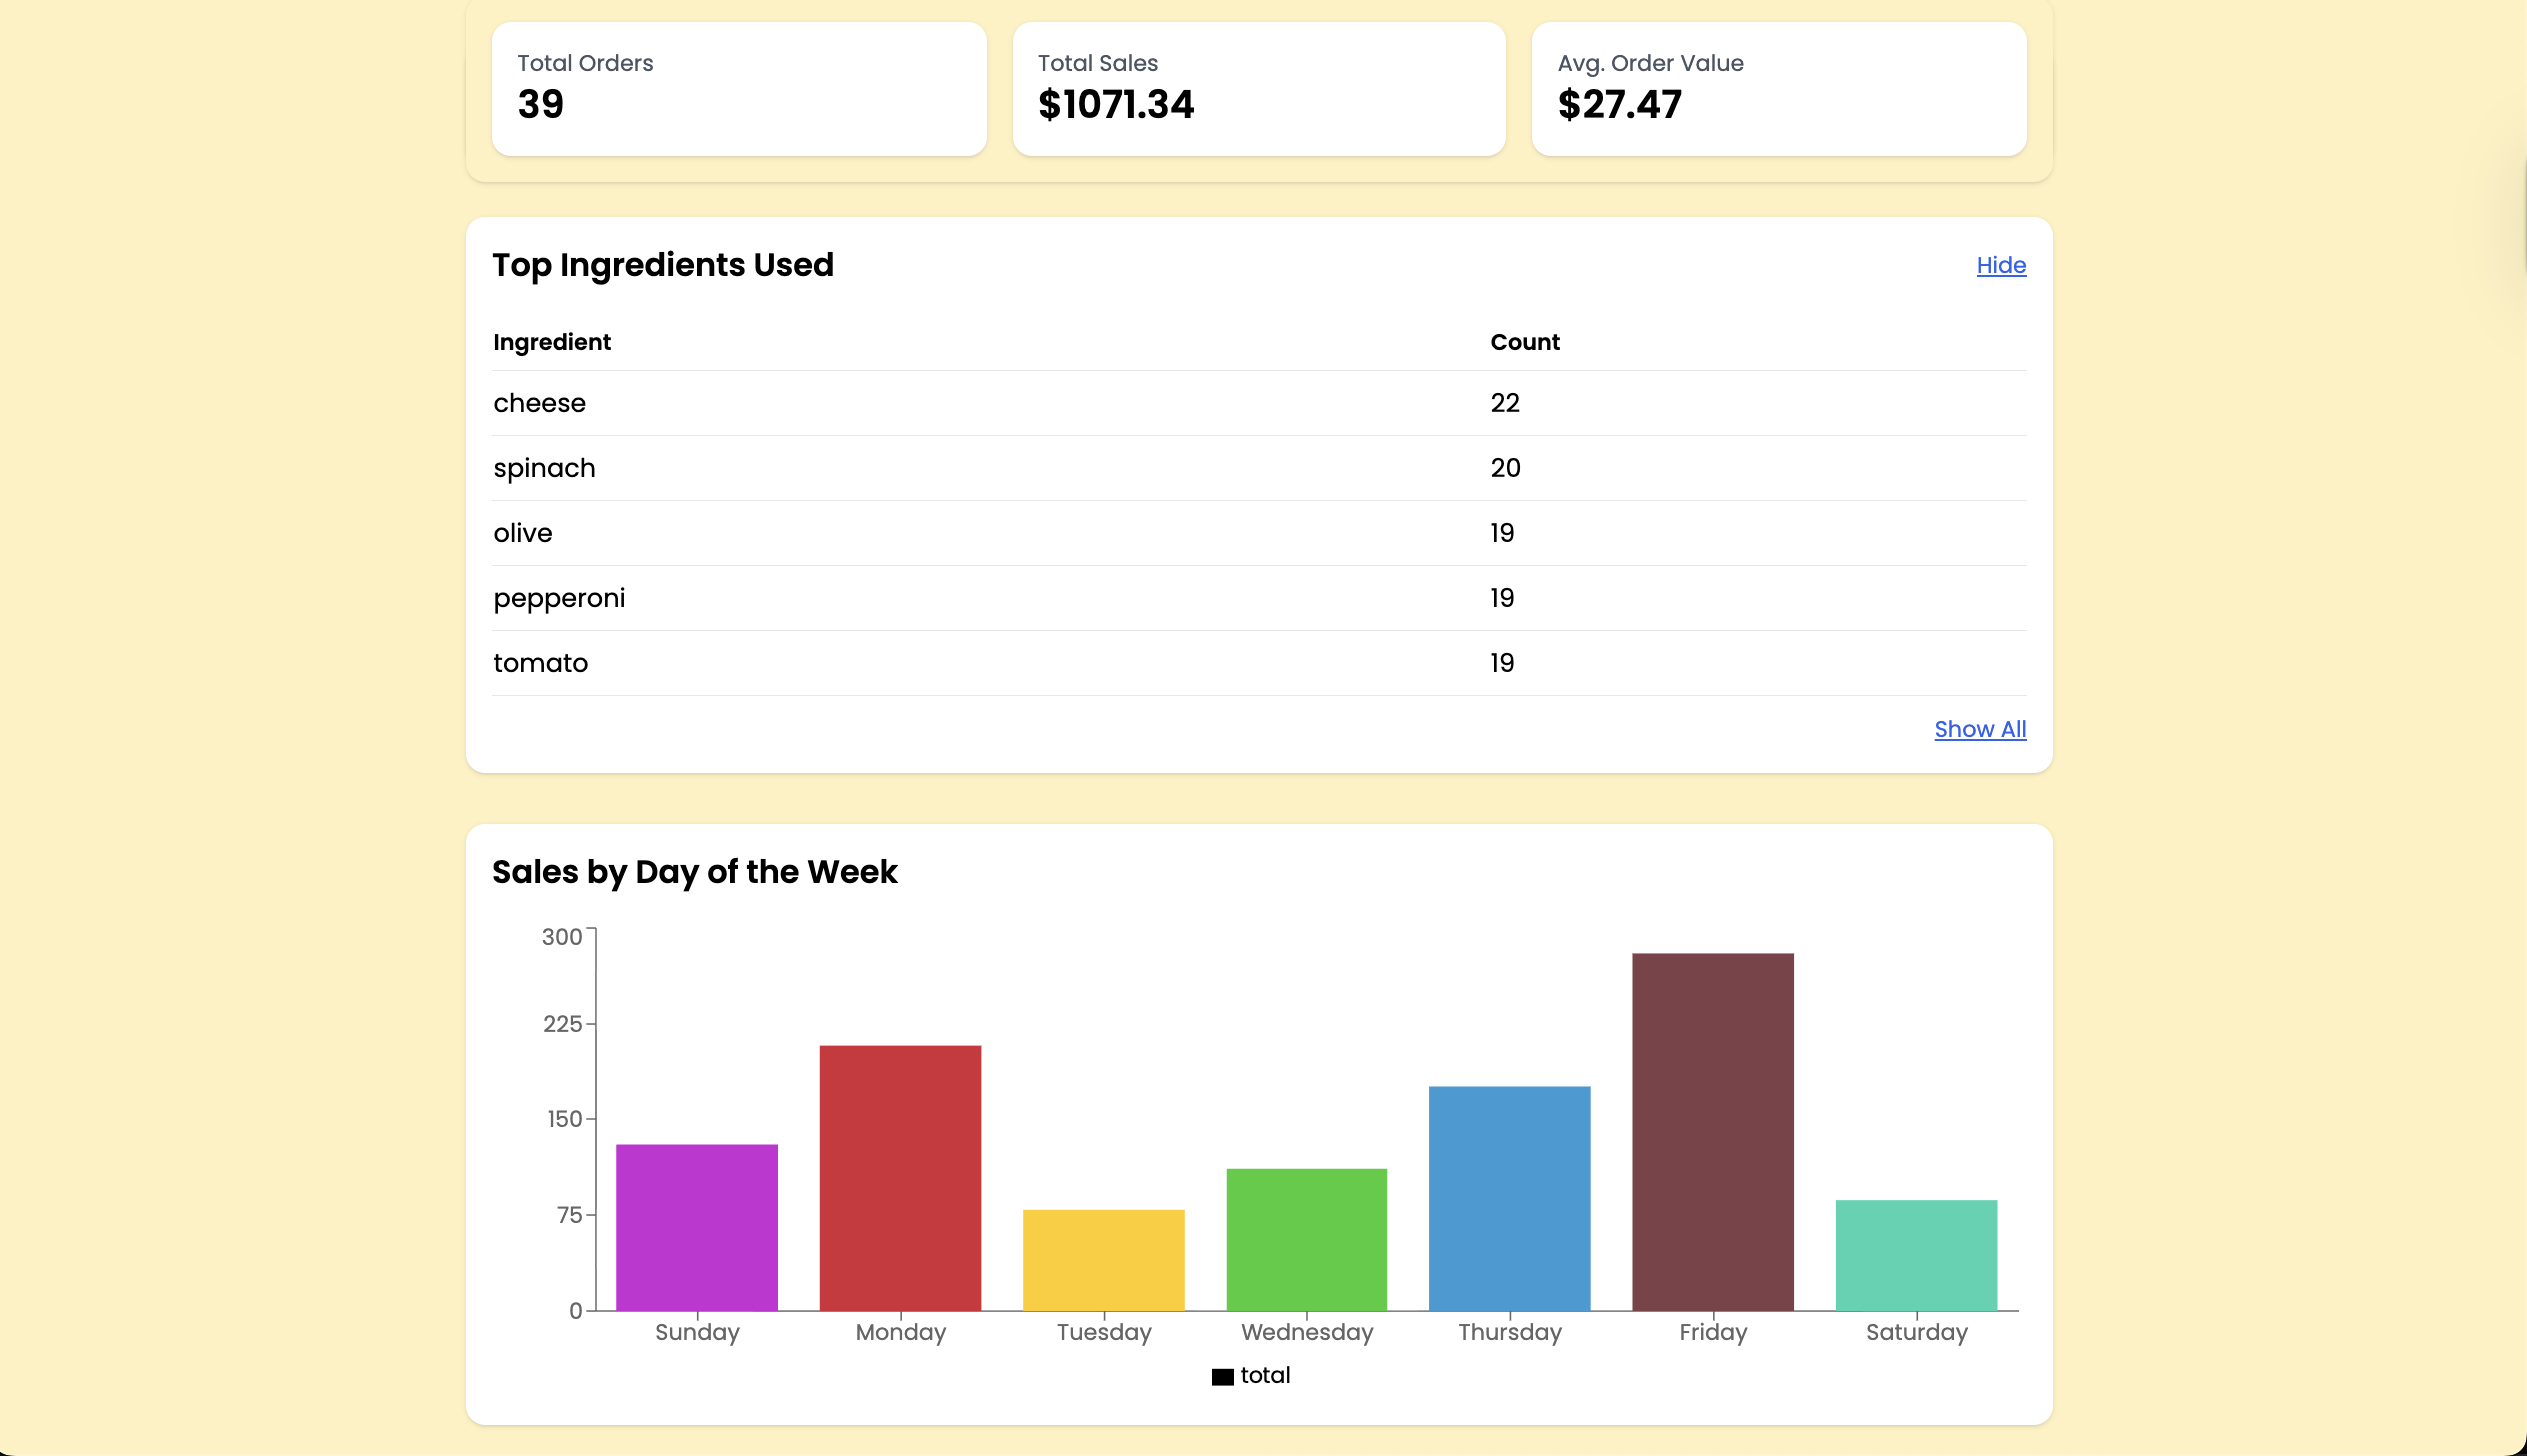 Total Orders
39
Total Sales
$1071.34
Avg. Order Value
$27.47
Top Ingredients Used
Hide
Ingredient Count
cheese 22
spinach 20
olive 19
pepperoni 19
tomato 19
Show All
Sales by Day of the Week
300
225
150
75
0
Sunday Monday Tuesday Wednesday Thursday Friday Saturday
total